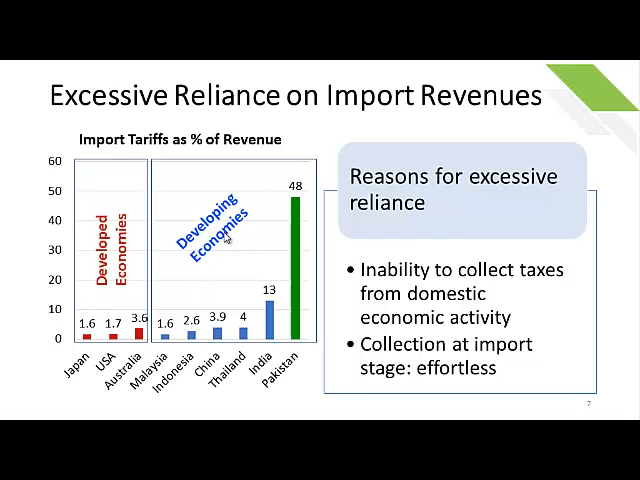 Excessive Reliance on Import Revenues
Import Tariffs as % of Revenue
60
50
40
30
20
10
0
Developed
Economies
Developing
Economies
1.6
1.7
3.6
1.6
2.6
3.9
4
13
48
Japan
USA
Australia
Malaysia
Indonesia
China
Thailand
India
Pakistan
Reasons for excessive
reliance
• Inability to collect taxes
from domestic
economic activity
• Collection at import
stage: effortless
7